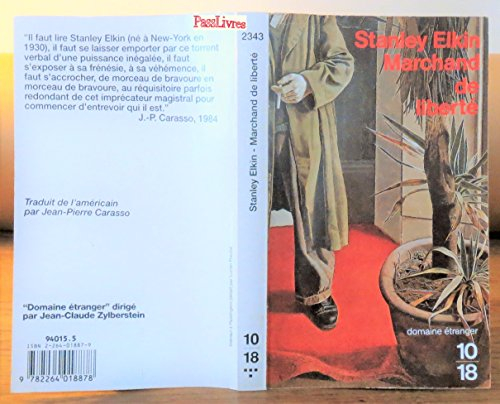 PassLivres
"Il faut lire Stanley Elkin (né à New-York en
1930), il faut se laisser emporter par ce torrent
verbal d'une puissance inégalée, il faut
s'exposer à sa frénésie, à sa véhémence, il
faut s'accrocher, de morceau de bravoure en
morceau de bravoure, au réquisitoire parfois
redondant de cet imprécateur magistral pour
commencer d'entrevoir qui il est."
J.-P. Carasso, 1984
Traduit de l'américain
par Jean-Pierre Carasso
"Domaine étranger" dirigé
par Jean-Claude Zylberstein
94015.5
ISBN 2-264-01887-9
9 782264 018878
2343
Stanley Elkin - Marchand de liberté
10
18
Stanley Elkin
Marchand
de
liberté
domaine étranger
10
18